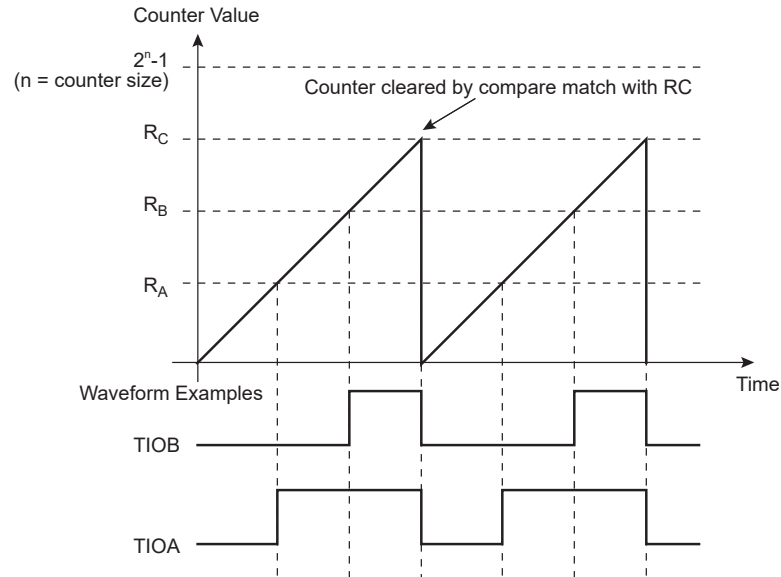 Counter Value
2ⁿ-1
(n = counter size)
Counter cleared by compare match with RC
R_C
R_B
R_A
Time
Waveform Examples
TIOB
TIOA